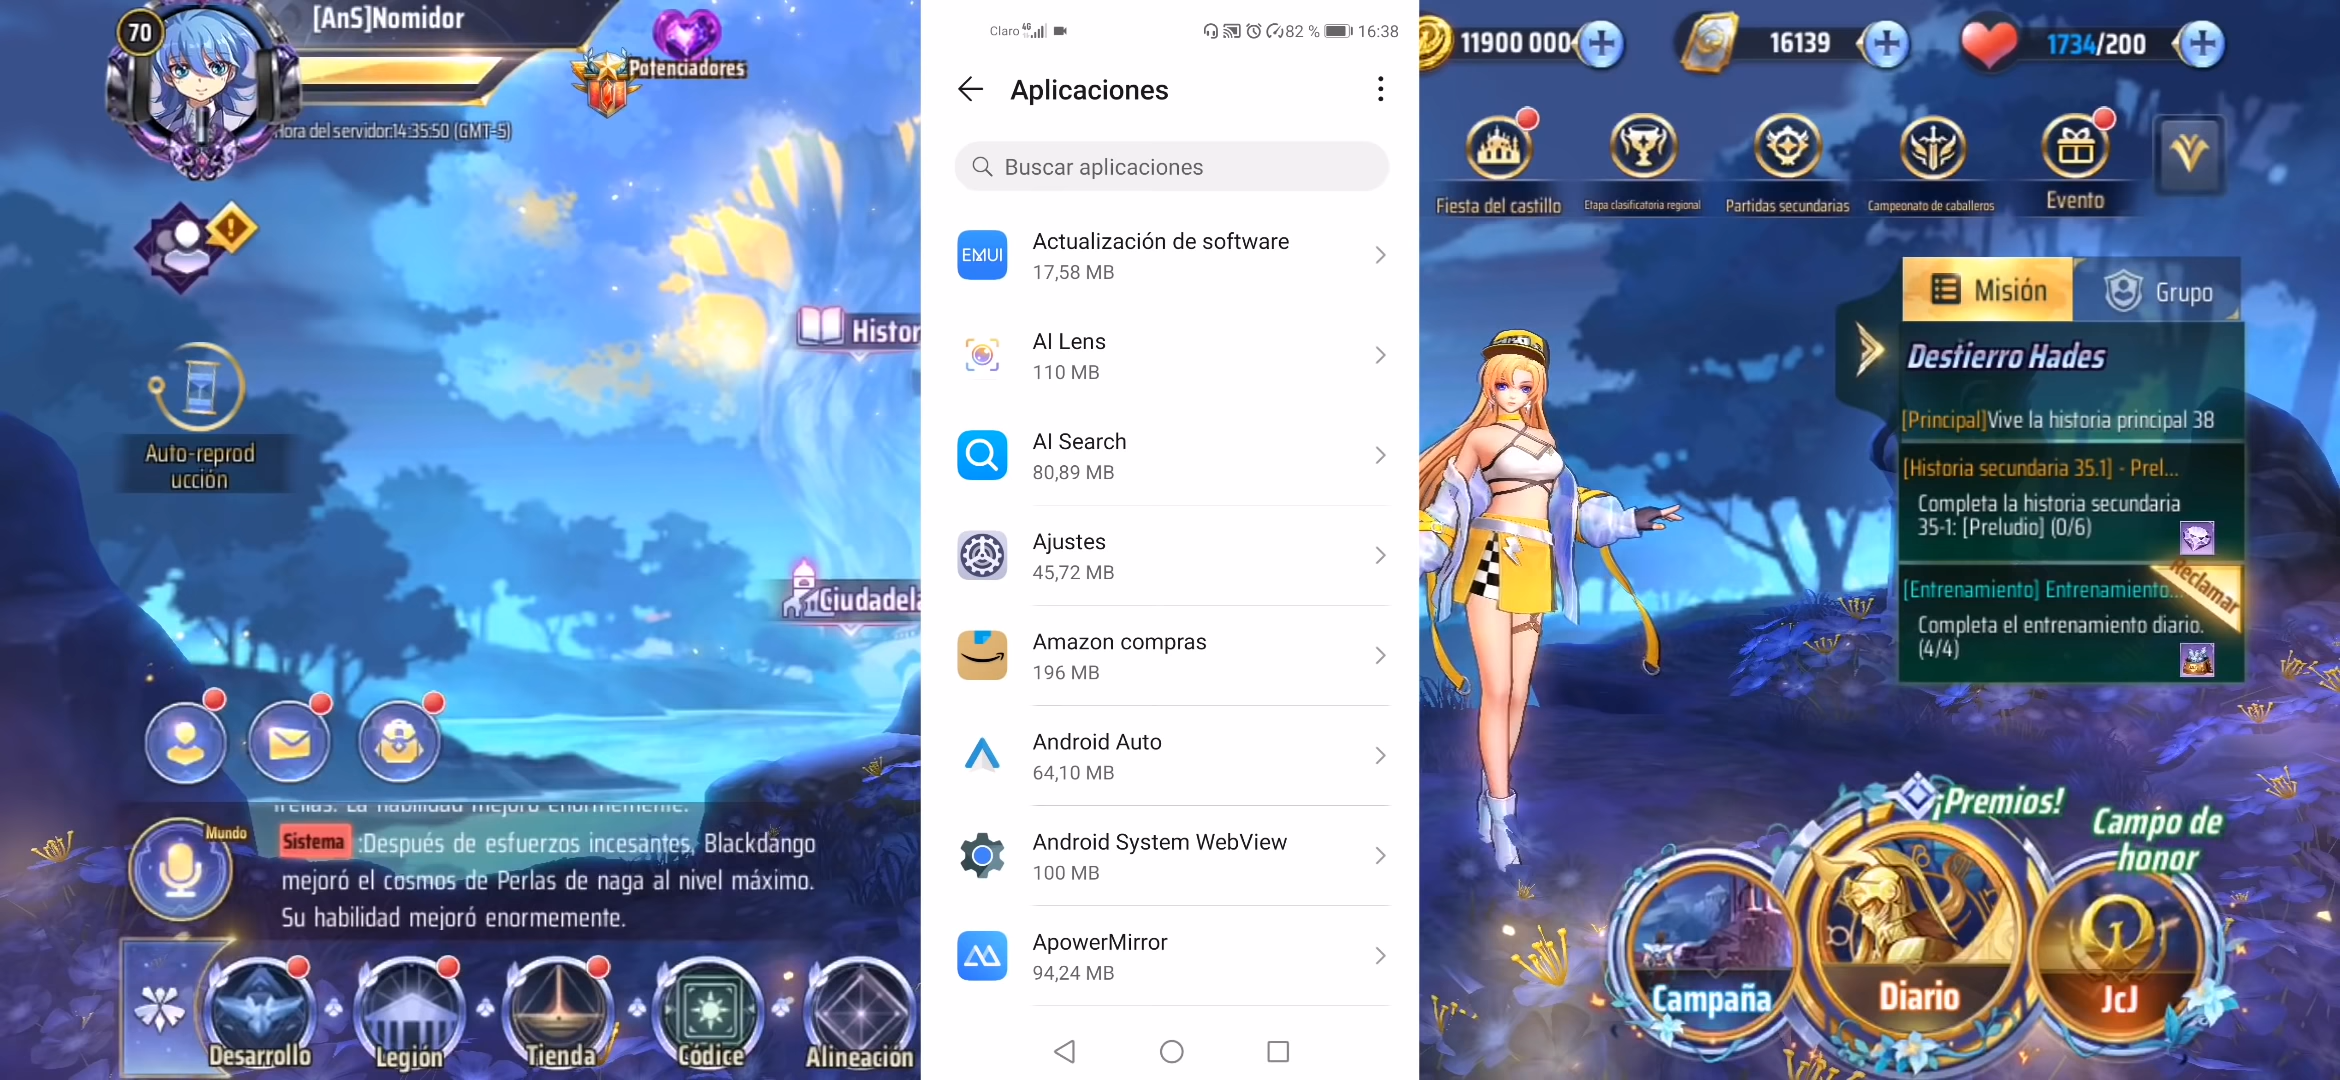 70
[AnS]Nomidor
Potenciadores
Hora del servidor:14:35:50 (GMT-5)
Auto-reprod
ucción
Histor
Ciudadela
Mundo
trellas. La habilidad mejoró enormemente.
Sistema :Después de esfuerzos incesantes, Blackdango
mejoró el cosmos de Perlas de naga al nivel máximo.
Su habilidad mejoró enormemente.
Desarrollo
Legión
Tienda
Códice
Alineación
Claro 4G 82 % 16:38
Aplicaciones
Buscar aplicaciones
EMUI
Actualización de software
17,58 MB
AI Lens
110 MB
AI Search
80,89 MB
Ajustes
45,72 MB
Amazon compras
196 MB
Android Auto
64,10 MB
Android System WebView
100 MB
ApowerMirror
94,24 MB
11900 000
16139
1734/200
Fiesta del castillo
Etapa clasificatoria regional
Partidas secundarias
Campeonato de caballeros
Evento
Misión
Grupo
Destierro Hades
[Principal]Vive la historia principal 38
[Historia secundaria 35.1] - Prel...
Completa la historia secundaria
35-1: [Preludio] (0/6)
Reclamar
[Entrenamiento] Entrenamiento...
Completa el entrenamiento diario.
(4/4)
¡Premios!
Campo de
honor
Campaña
Diario
JcJ